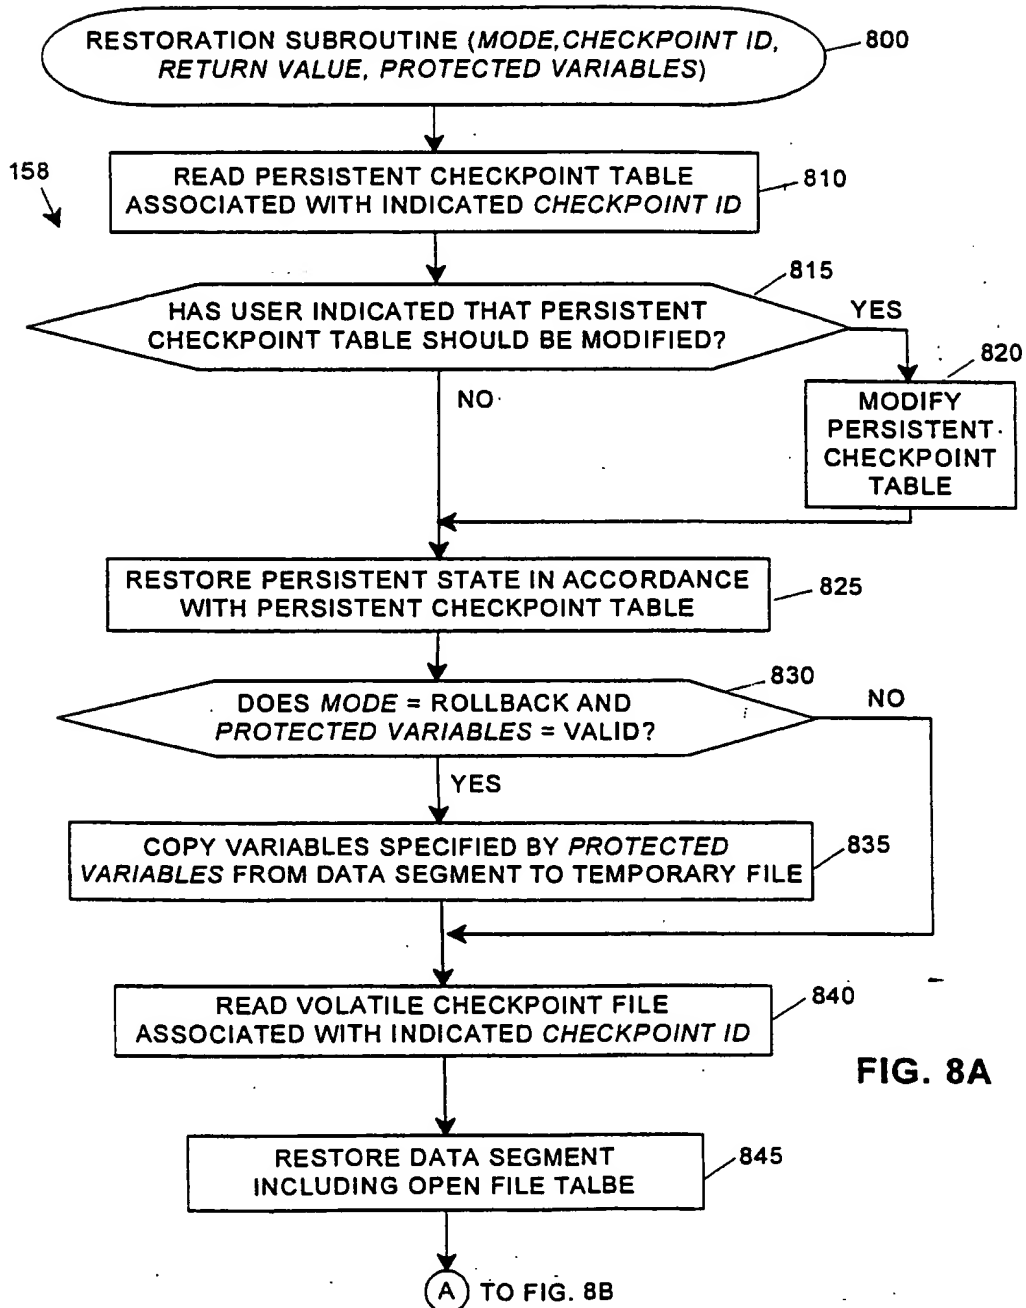 RESTORATION SUBROUTINE (MODE, CHECKPOINT ID,
RETURN VALUE, PROTECTED VARIABLES)
800
158
READ PERSISTENT CHECKPOINT TABLE
ASSOCIATED WITH INDICATED CHECKPOINT ID
810
HAS USER INDICATED THAT PERSISTENT
CHECKPOINT TABLE SHOULD BE MODIFIED?
815
YES
NO
820
MODIFY
PERSISTENT
CHECKPOINT
TABLE
RESTORE PERSISTENT STATE IN ACCORDANCE
WITH PERSISTENT CHECKPOINT TABLE
825
DOES MODE = ROLLBACK AND
PROTECTED VARIABLES = VALID?
830
NO
YES
COPY VARIABLES SPECIFIED BY PROTECTED
VARIABLES FROM DATA SEGMENT TO TEMPORARY FILE
835
READ VOLATILE CHECKPOINT FILE
ASSOCIATED WITH INDICATED CHECKPOINT ID
840
FIG. 8A
RESTORE DATA SEGMENT
INCLUDING OPEN FILE TALBE
845
A TO FIG. 8B